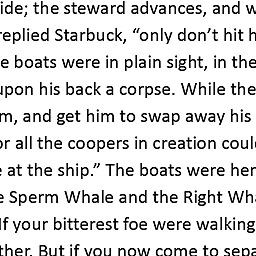 ide; the steward advances, and w
replied Starbuck, “only don’t hit h
e boats were in plain sight, in the
upon his back a corpse. While the
m, and get him to swap away his
or all the coopers in creation coul
e at the ship.” The boats were her
e Sperm Whale and the Right Wha
If your bitterest foe were walking
ther. But if you now come to sepa